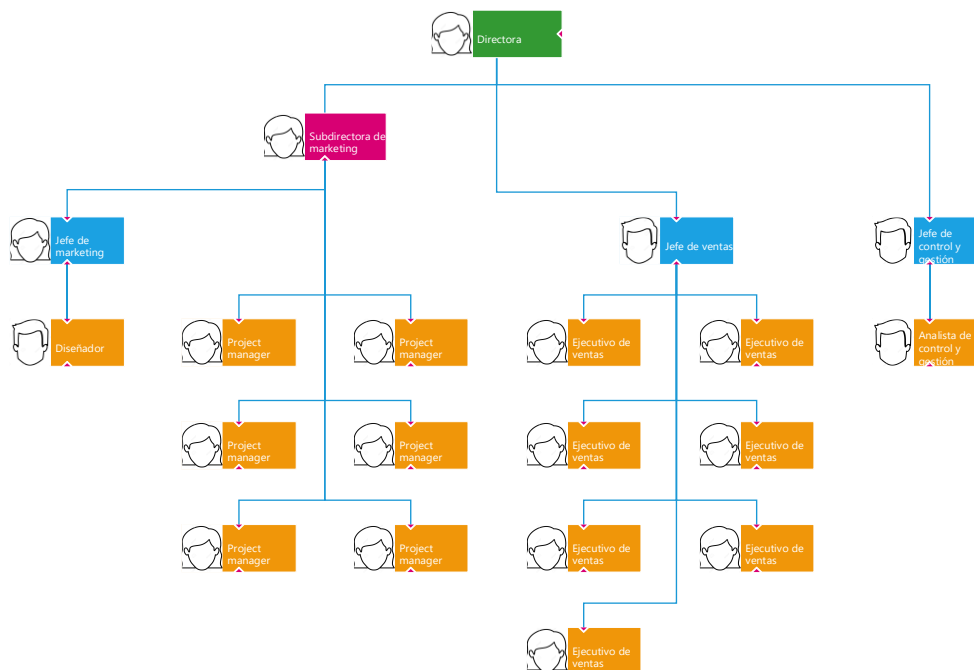 Directora
Subdirectora de
marketing
Jefe de
marketing
Jefe de ventas
Jefe de
control y
gestión
Diseñador
Project
manager
Project
manager
Ejecutivo de
ventas
Ejecutivo de
ventas
Analista de
control y
gestión
Project
manager
Project
manager
Ejecutivo de
ventas
Ejecutivo de
ventas
Project
manager
Project
manager
Ejecutivo de
ventas
Ejecutivo de
ventas
Ejecutivo de
ventas